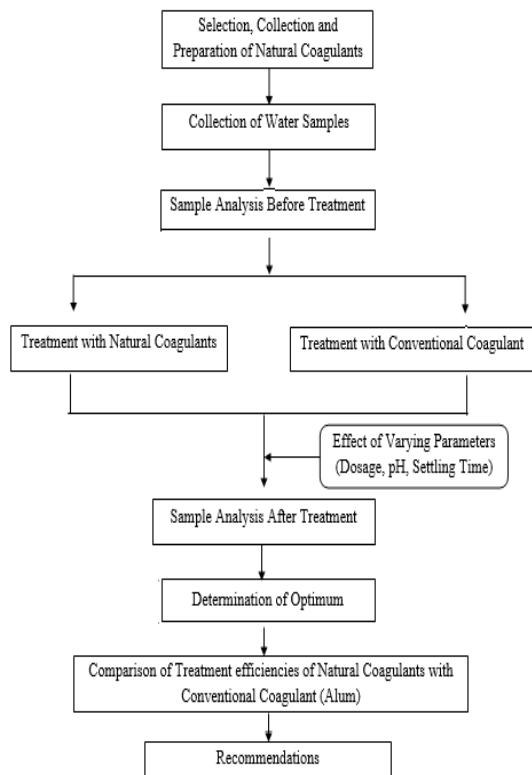 Selection, Collection and
Preparation of Natural Coagulants
Collection of Water Samples
Sample Analysis Before Treatment
Treatment with Natural Coagulants
Treatment with Conventional Coagulant
Effect of Varying Parameters
(Dosage, pH, Settling Time)
Sample Analysis After Treatment
Determination of Optimum
Comparison of Treatment efficiencies of Natural Coagulants with
Conventional Coagulant (Alum)
Recommendations